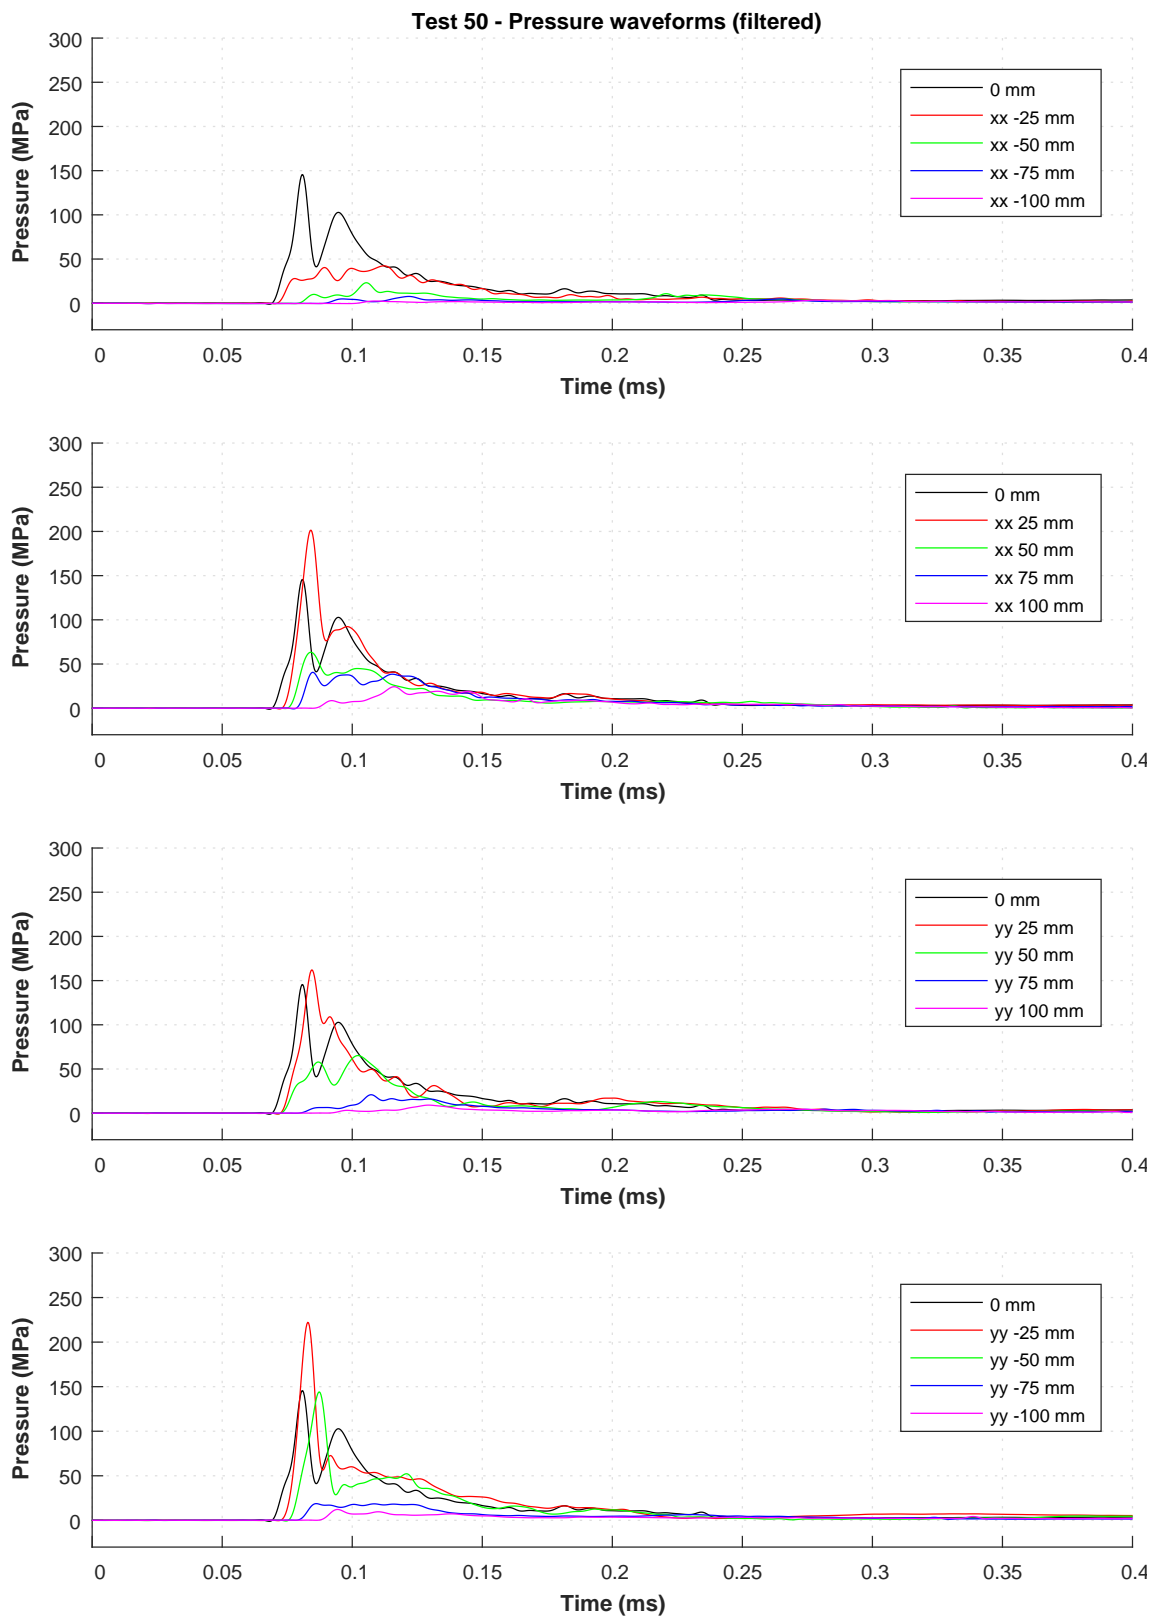 Test 50 - Pressure waveforms (filtered)
300
250
200
150
100
50
0
Pressure (MPa)
0 mm
xx -25 mm
xx -50 mm
xx -75 mm
xx -100 mm
0 0.05 0.1 0.15 0.2 0.25 0.3 0.35 0.4
Time (ms)
300
250
200
150
100
50
0
Pressure (MPa)
0 mm
xx 25 mm
xx 50 mm
xx 75 mm
xx 100 mm
0 0.05 0.1 0.15 0.2 0.25 0.3 0.35 0.4
Time (ms)
300
250
200
150
100
50
0
Pressure (MPa)
0 mm
yy 25 mm
yy 50 mm
yy 75 mm
yy 100 mm
0 0.05 0.1 0.15 0.2 0.25 0.3 0.35 0.4
Time (ms)
300
250
200
150
100
50
0
Pressure (MPa)
0 mm
yy -25 mm
yy -50 mm
yy -75 mm
yy -100 mm
0 0.05 0.1 0.15 0.2 0.25 0.3 0.35 0.4
Time (ms)